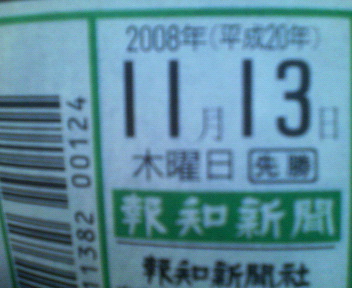 2008年(平成20年)
11月13日
木曜日 先勝
報知新聞
報知新聞社
11382 00124